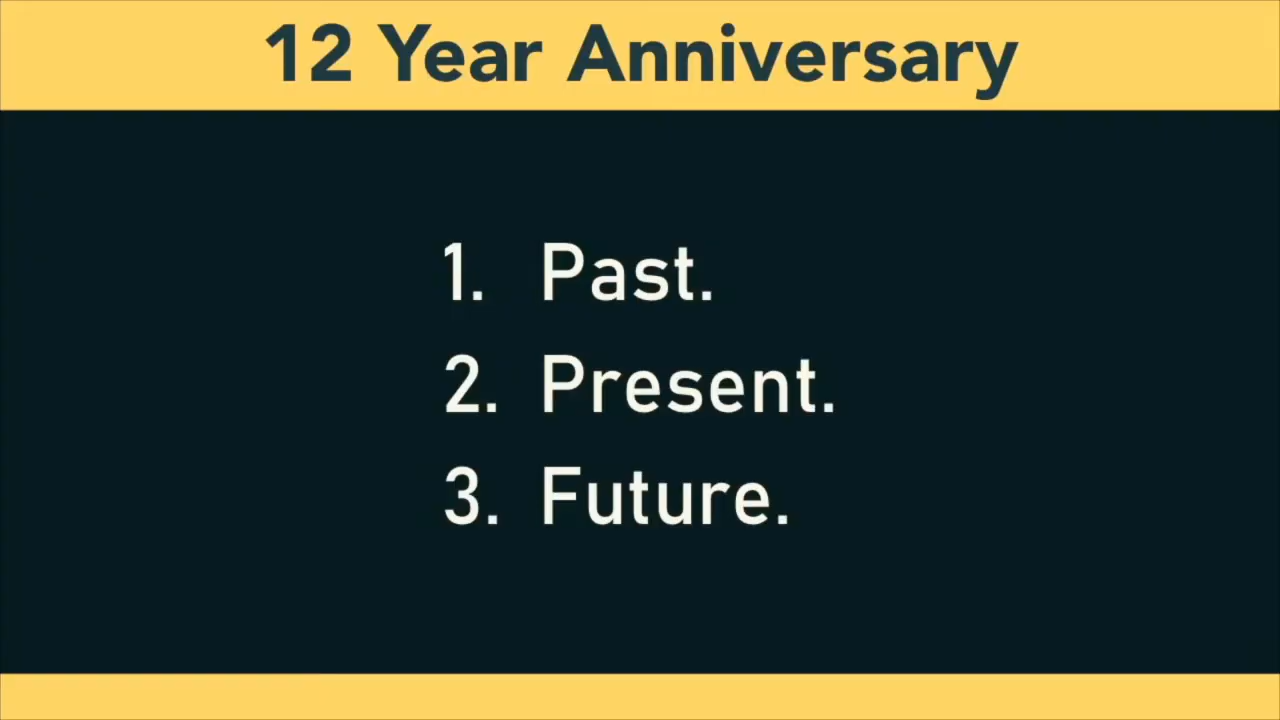 12 Year Anniversary
1. Past.
2. Present.
3. Future.